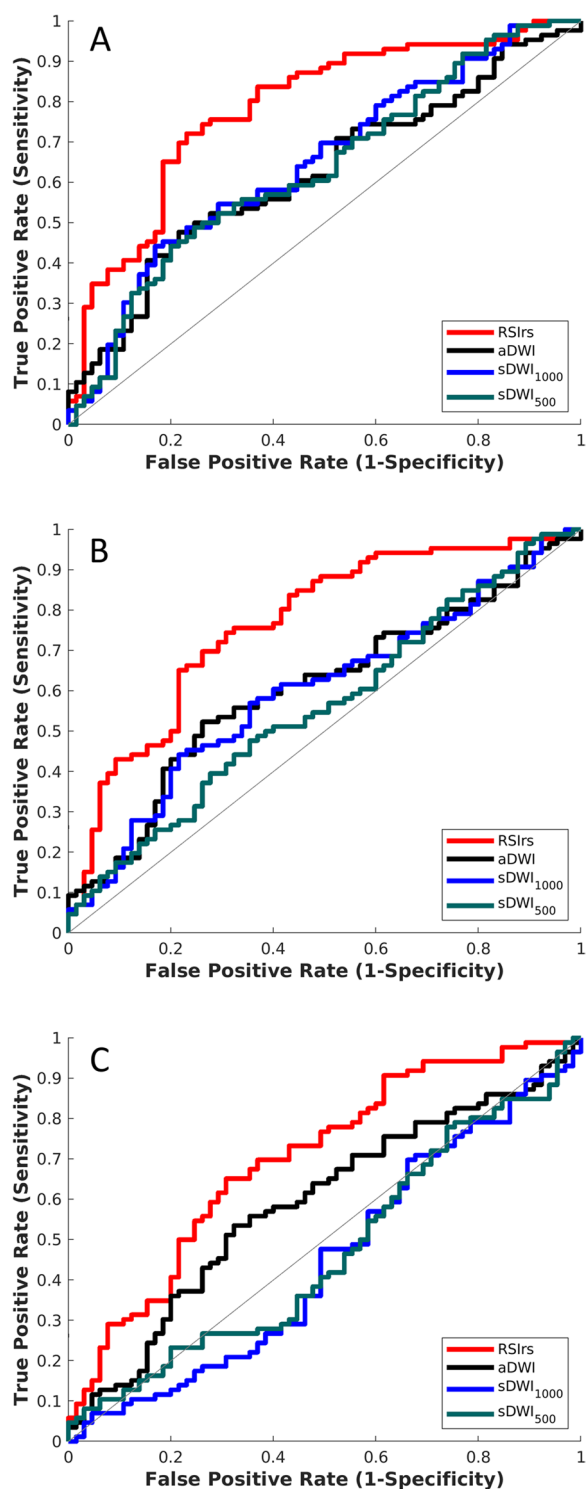 A
1
0.9
0.8
0.7
0.6
0.5
0.4
0.3
0.2
0.1
0
True Positive Rate (Sensitivity)
RSIrs
aDWI
sDWI1000
sDWI500
0 0.2 0.4 0.6 0.8 1
False Positive Rate (1-Specificity)
B
1
0.9
0.8
0.7
0.6
0.5
0.4
0.3
0.2
0.1
0
True Positive Rate (Sensitivity)
RSIrs
aDWI
sDWI1000
sDWI500
0 0.2 0.4 0.6 0.8 1
False Positive Rate (1-Specificity)
C
1
0.9
0.8
0.7
0.6
0.5
0.4
0.3
0.2
0.1
0
True Positive Rate (Sensitivity)
RSIrs
aDWI
sDWI1000
sDWI500
0 0.2 0.4 0.6 0.8 1
False Positive Rate (1-Specificity)